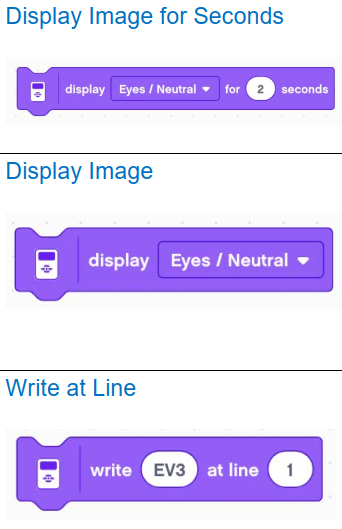 Display Image for Seconds
display Eyes / Neutral for 2 seconds
Display Image
display Eyes / Neutral
Write at Line
write EV3 at line 1